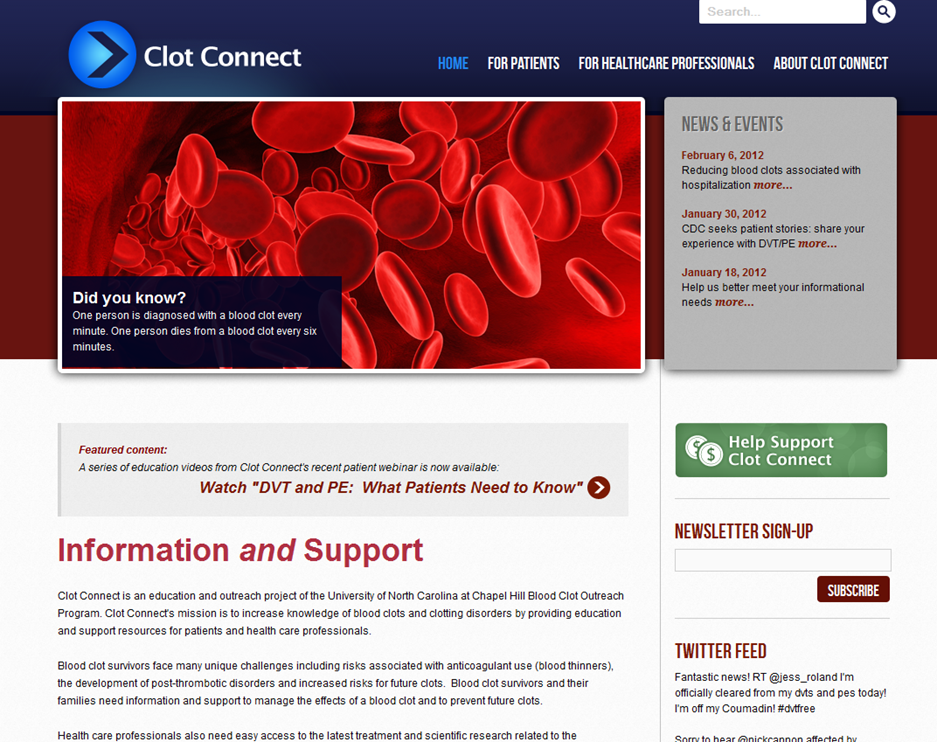 Search...
Clot Connect
HOME FOR PATIENTS FOR HEALTHCARE PROFESSIONALS ABOUT CLOT CONNECT
Did you know?
One person is diagnosed with a blood clot every
minute. One person dies from a blood clot every six
minutes.
NEWS & EVENTS
February 6, 2012
Reducing blood clots associated with
hospitalization more...
January 30, 2012
CDC seeks patient stories: share your
experience with DVT/PE more...
January 18, 2012
Help us better meet your informational
needs more...
Featured content:
A series of education videos from Clot Connect's recent patient webinar is now available:
Watch "DVT and PE: What Patients Need to Know"
Information and Support
Clot Connect is an education and outreach project of the University of North Carolina at Chapel Hill Blood Clot Outreach
Program. Clot Connect's mission is to increase knowledge of blood clots and clotting disorders by providing education
and support resources for patients and health care professionals.
Blood clot survivors face many unique challenges including risks associated with anticoagulant use (blood thinners),
the development of post-thrombotic disorders and increased risks for future clots. Blood clot survivors and their
families need information and support to manage the effects of a blood clot and to prevent future clots.
Health care professionals also need easy access to the latest treatment and scientific research related to the
Help Support
Clot Connect
NEWSLETTER SIGN-UP
SUBSCRIBE
TWITTER FEED
Fantastic news! RT @jess_roland I'm
officially cleared from my dvts and pes today!
I'm off my Coumadin! #dvtfree
Sorry to hear @nickcannon affected by